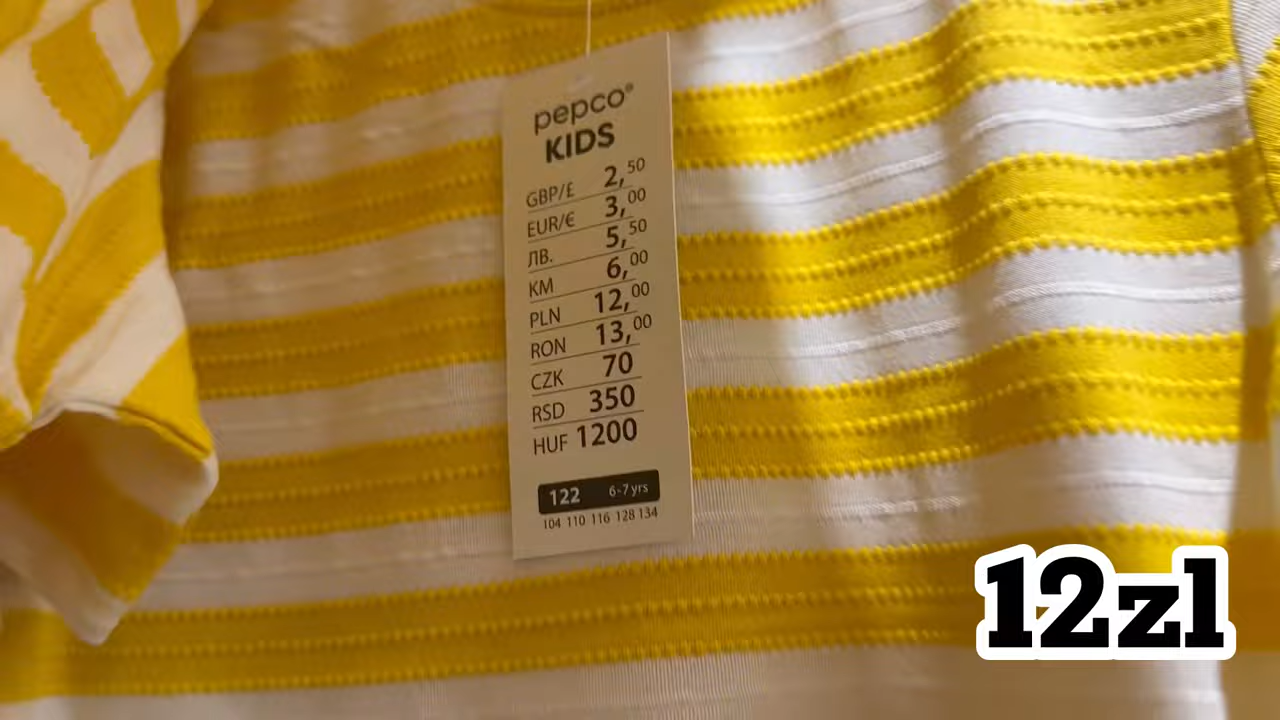 pepco®
KIDS
GBP/£ 2,50
EUR/€ 3,00
ЛВ. 5,50
KM 6,00
PLN 12,00
RON 13,00
CZK 70
RSD 350
HUF 1200
122 6-7 yrs
104 110 116 128 134
12zl